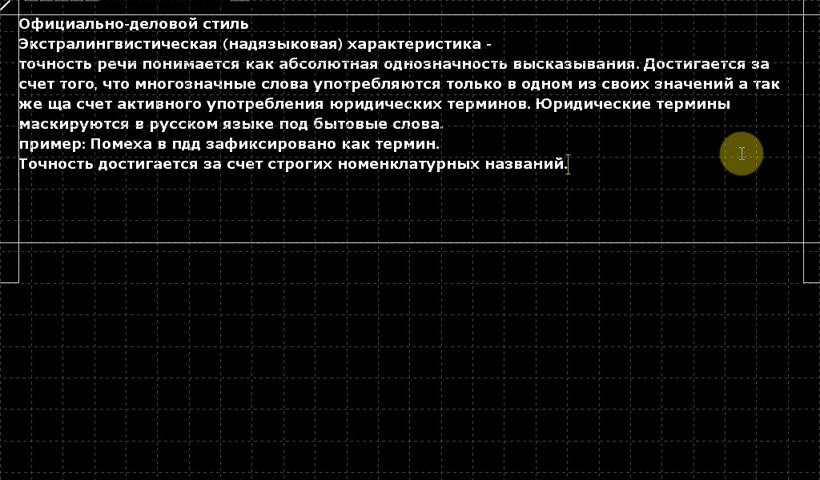 Официально-деловой стиль
Экстралингвистическая (надязыковая) характеристика -
точность речи понимается как абсолютная однозначность высказывания. Достигается за
счет того, что многозначные слова употребляются только в одном из своих значений а так
же ща счет активного употребления юридических терминов. Юридические термины
маскируются в русском языке под бытовые слова.
пример: Помеха в пдд зафиксировано как термин.
Точность достигается за счет строгих номенклатурных названий.